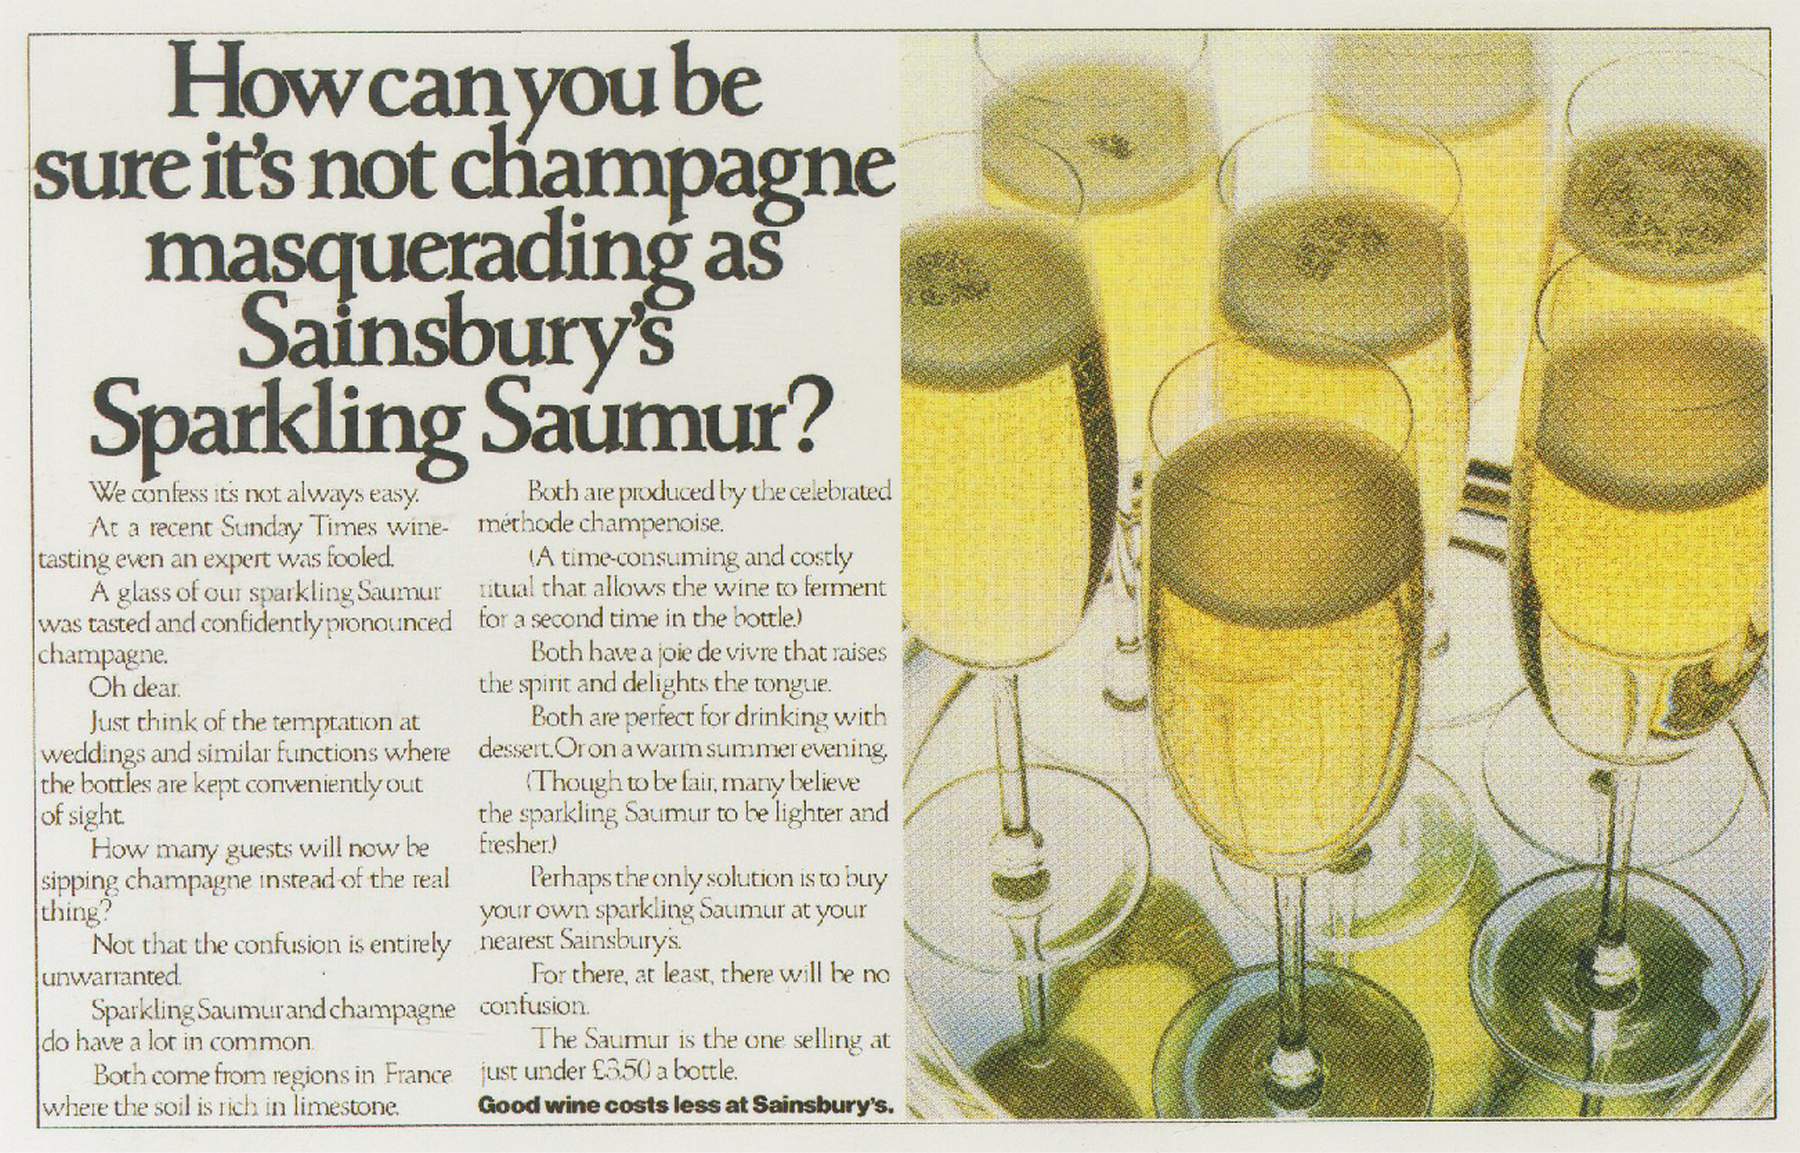 How can you be
sure it's not champagne
masquerading as
Sainsbury's
Sparkling Saumur?
We confess it's not always easy.
At a recent Sunday Times wine-
tasting even an expert was fooled.
A glass of our sparkling Saumur
was tasted and confidently pronounced
champagne.
Oh dear.
Just think of the temptation at
weddings and similar functions where
the bottles are kept conveniently out
of sight.
How many guests will now be
sipping champagne instead of the real
thing?
Not that the confusion is entirely
unwarranted.
Sparkling Saumur and champagne
do have a lot in common.
Both come from regions in France
where the soil is rich in limestone.
Both are produced by the celebrated
méthode champenoise.
(A time-consuming and costly
ritual that allows the wine to ferment
for a second time in the bottle.)
Both have a joie de vivre that raises
the spirit and delights the tongue.
Both are perfect for drinking with
dessert. Or on a warm summer evening.
(Though to be fair, many believe
the sparkling Saumur to be lighter and
fresher.)
Perhaps the only solution is to buy
your own sparkling Saumur at your
nearest Sainsbury's.
For there, at least, there will be no
confusion.
The Saumur is the one selling at
just under £3.50 a bottle.
Good wine costs less at Sainsbury's.